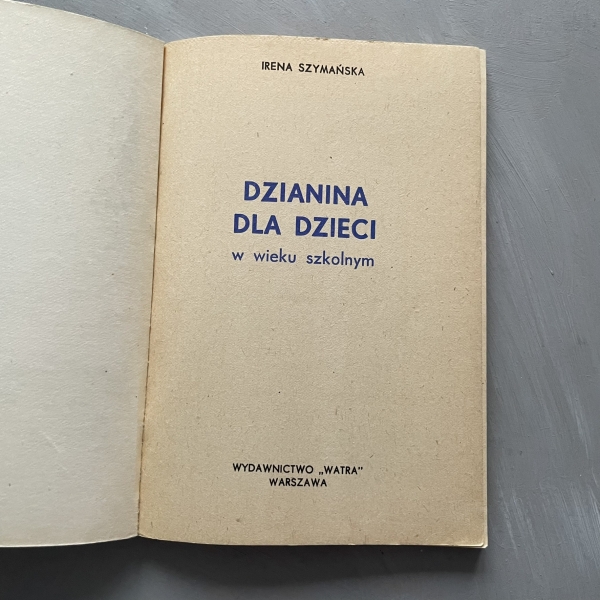 IRENA SZYMAŃSKA
DZIANINA
DLA DZIECI
w wieku szkolnym
WYDAWNICTWO „WATRA"
WARSZAWA